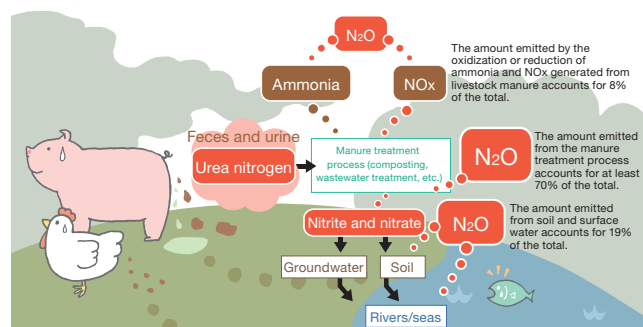 N₂O
The amount emitted by the
oxidization or reduction of
ammonia and NOx generated from
livestock manure accounts for 8%
of the total.
Ammonia
NOx
Feces and urine
Urea nitrogen
Manure treatment
process (composting,
wastewater treatment, etc.)
N₂O
The amount emitted
from the manure
treatment process
accounts for at least
70% of the total.
Nitrite and nitrate
N₂O
The amount emitted
from soil and surface
water accounts for 19%
of the total.
Groundwater
Soil
Rivers/seas